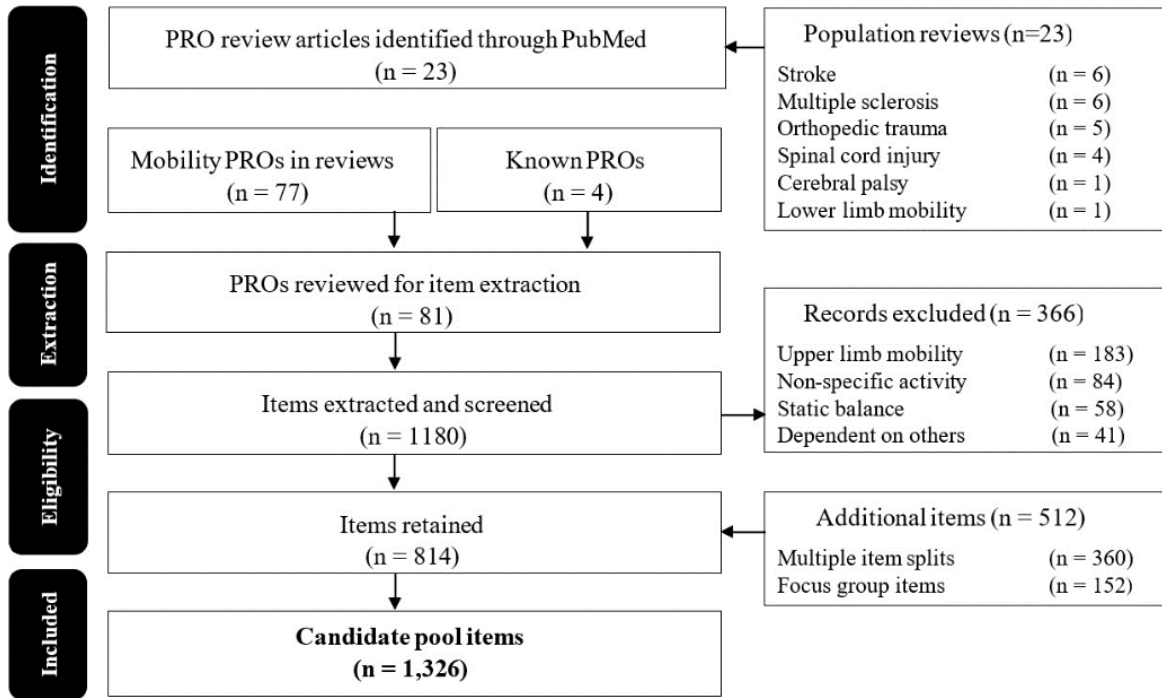 Identification
PRO review articles identified through PubMed
(n = 23)
Population reviews (n=23)
Stroke (n = 6)
Multiple sclerosis (n = 6)
Orthopedic trauma (n = 5)
Spinal cord injury (n = 4)
Cerebral palsy (n = 1)
Lower limb mobility (n = 1)
Mobility PROs in reviews
(n = 77)
Known PROs
(n = 4)
Extraction
PROs reviewed for item extraction
(n = 81)
Records excluded (n = 366)
Upper limb mobility (n = 183)
Non-specific activity (n = 84)
Static balance (n = 58)
Dependent on others (n = 41)
Eligibility
Items extracted and screened
(n = 1180)
Items retained
(n = 814)
Additional items (n = 512)
Multiple item splits (n = 360)
Focus group items (n = 152)
Included
Candidate pool items
(n = 1,326)